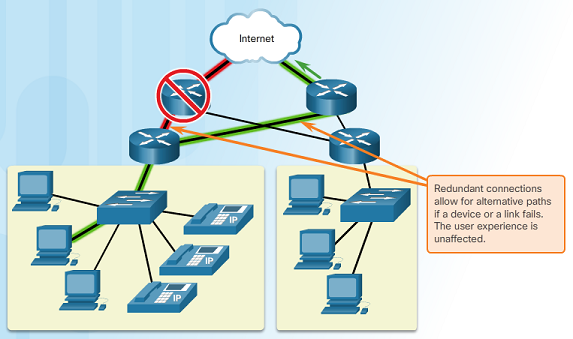 Internet
IP
IP
IP
Redundant connections
allow for alternative paths
if a device or a link fails.
The user experience is
unaffected.